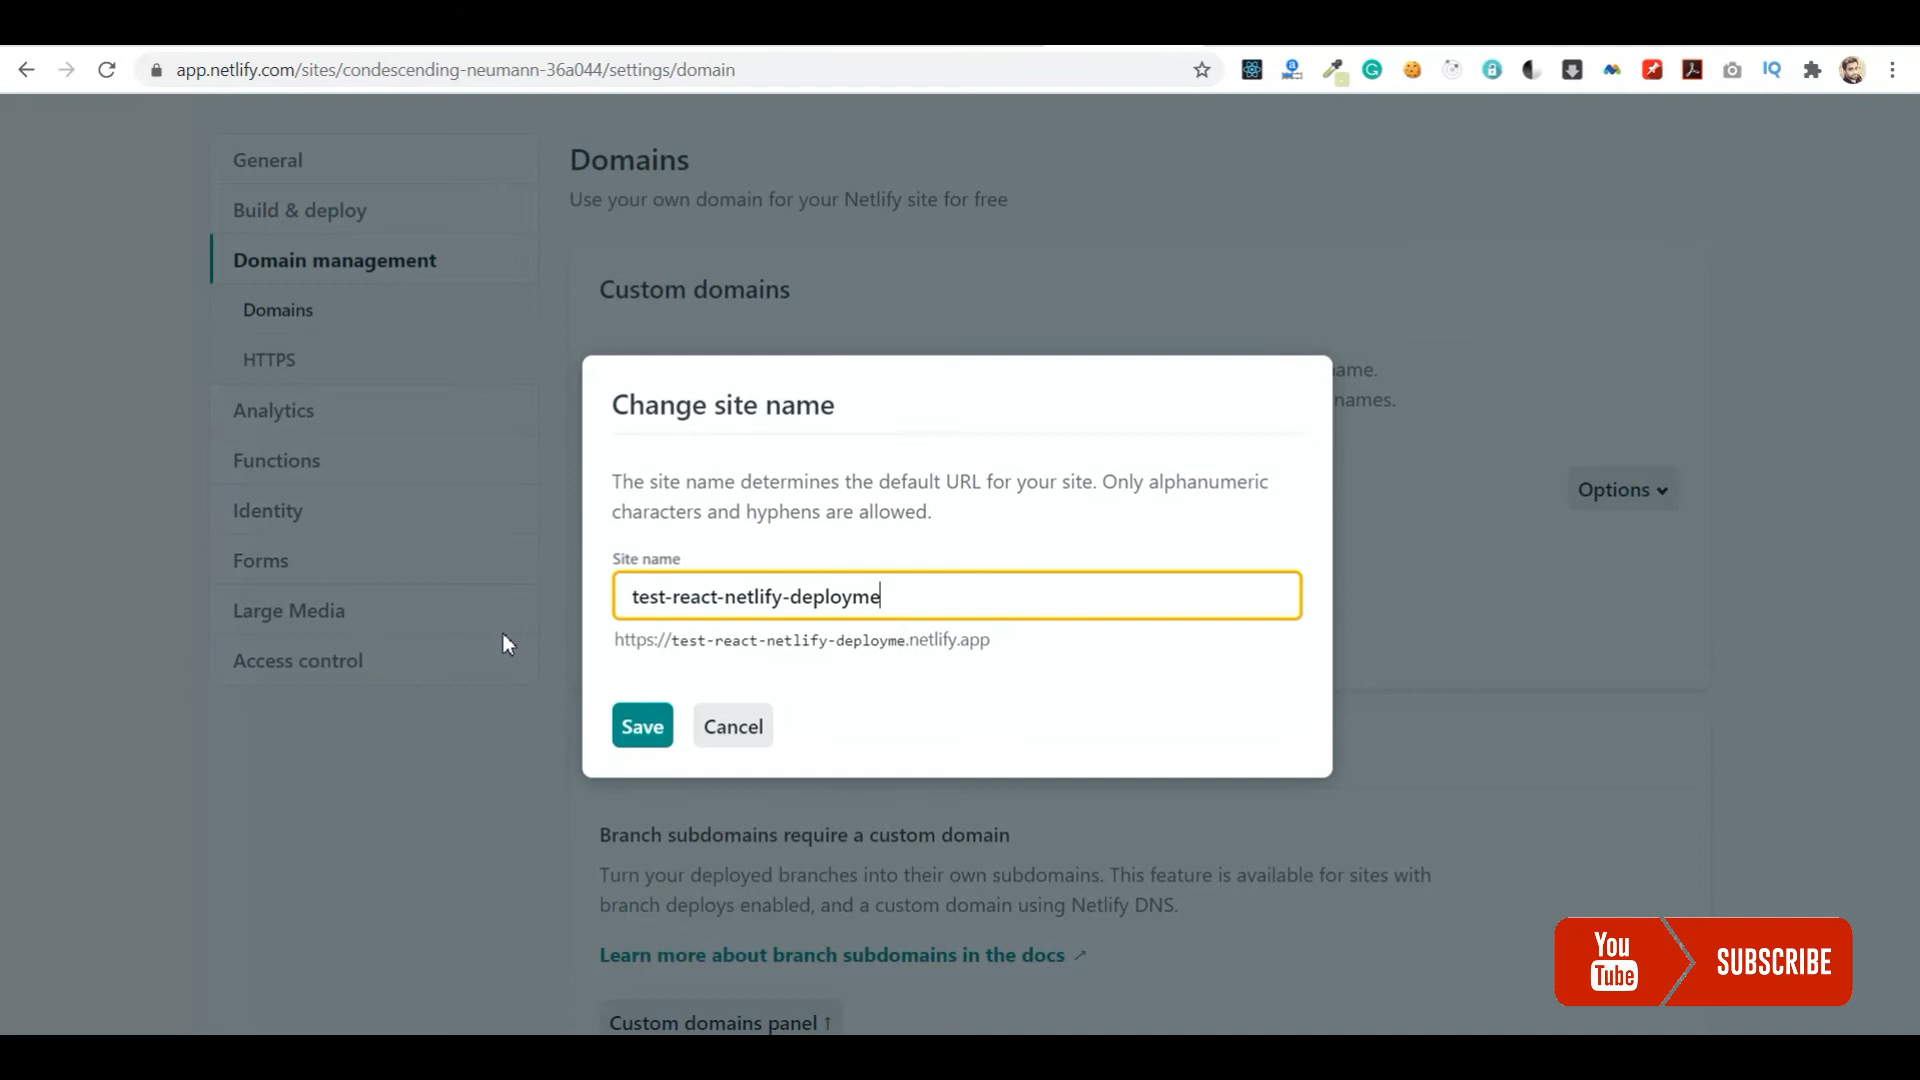 app.netlify.com/sites/condescending-neumann-36a044/settings/domain
General
Build & deploy
Domain management
Domains
HTTPS
Analytics
Functions
Identity
Forms
Large Media
Access control
Domains
Use your own domain for your Netlify site for free
Custom domains
ame.
names.
Options
Change site name
The site name determines the default URL for your site. Only alphanumeric
characters and hyphens are allowed.
Site name
test-react-netlify-deployme
https://test-react-netlify-deployme.netlify.app
Save
Cancel
Branch subdomains require a custom domain
Turn your deployed branches into their own subdomains. This feature is available for sites with
branch deploys enabled, and a custom domain using Netlify DNS.
Learn more about branch subdomains in the docs ↗
Custom domains panel ↑
You
Tube
SUBSCRIBE